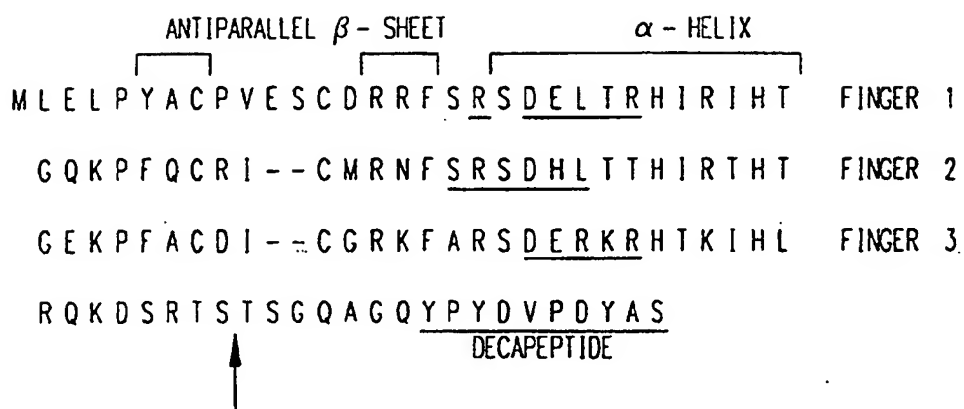 ANTIPARALLEL β - SHEET α - HELIX
M L E L P Y A C P V E S C D R R F S R S D E L T R H I R I H T FINGER 1
G Q K P F Q C R I - - C M R N F S R S D H L T T H I R T H T FINGER 2
G E K P F A C D I - - C G R K F A R S D E R K R H T K I H L FINGER 3
R Q K D S R T S T S G Q A G Q Y P Y D V P D Y A S
DECAPEPTIDE